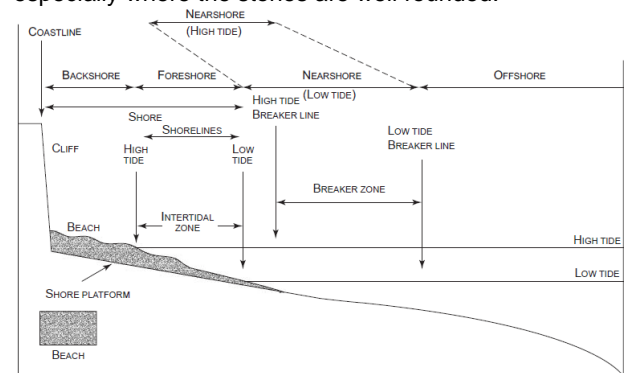 especially where the stones are well rounded.
NEARSHORE
(HIGH TIDE)
COASTLINE
BACKSHORE
FORESHORE
NEARSHORE
(LOW TIDE)
OFFSHORE
SHORE
HIGH TIDE
BREAKER LINE
SHORELINES
LOW TIDE
BREAKER LINE
CLIFF
HIGH
TIDE
LOW
TIDE
BREAKER ZONE
INTERTIDAL
ZONE
BEACH
HIGH TIDE
LOW TIDE
SHORE PLATFORM
BEACH